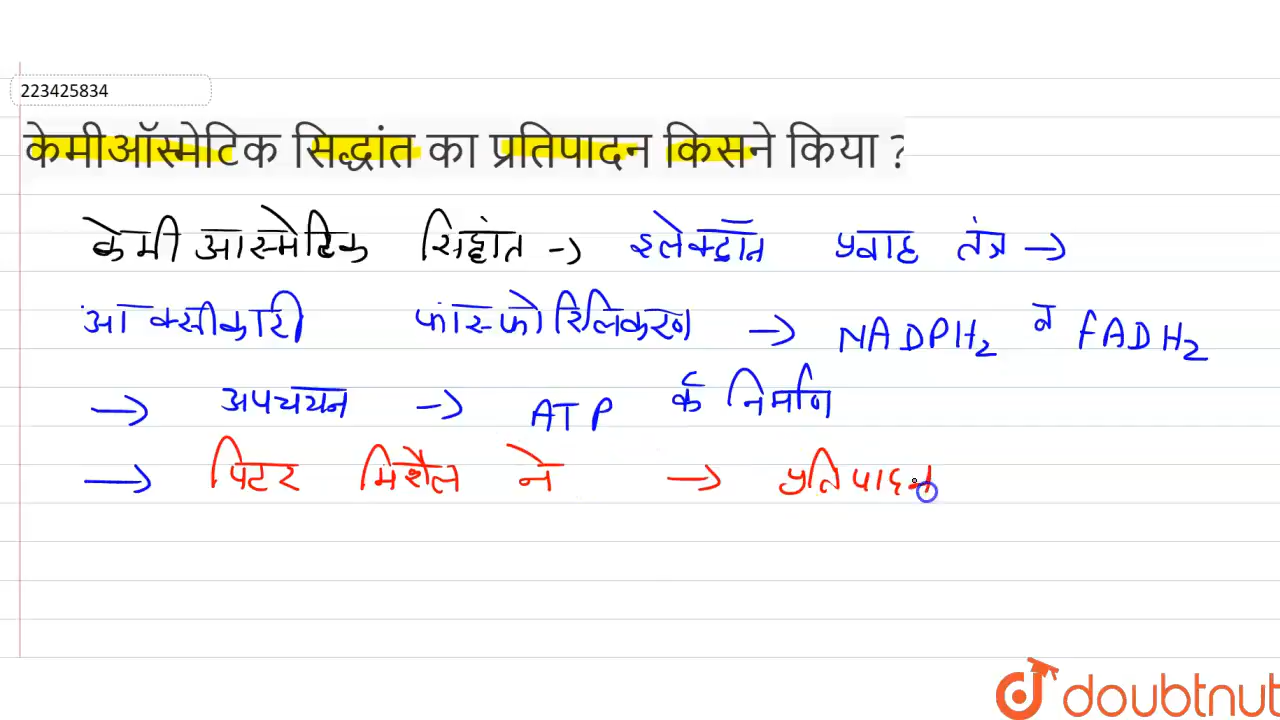 223425834
केमीऑस्मेटिक सिद्धांत का प्रतिपादन किसने किया ?
केमी आस्मेटिक सिद्दांत → इलेक्ट्रॉन प्रवाह तंत्र →
आक्सीकारी फास्फोरिलिकरण → NADPH₂ व FADH₂
→ अपचयन → ATP के निर्माण
→ पिटर मिशैल ने → प्रतिपादन
doubtnut